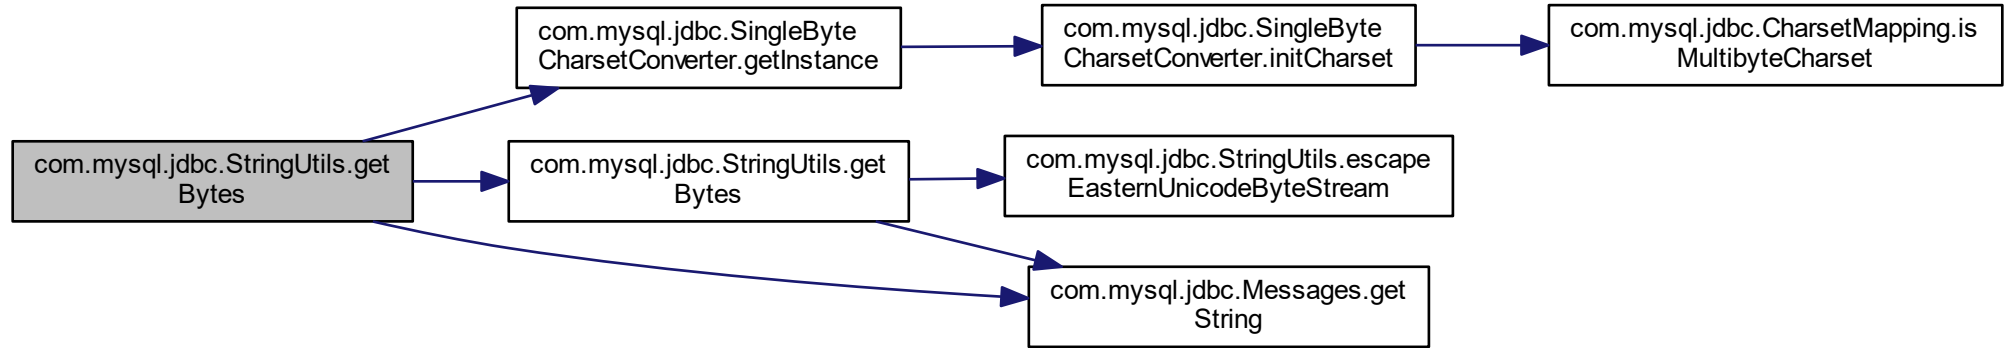 com.mysql.jdbc.StringUtils.get
Bytes
com.mysql.jdbc.SingleByte
CharsetConverter.getInstance
com.mysql.jdbc.SingleByte
CharsetConverter.initCharset
com.mysql.jdbc.CharsetMapping.is
MultibyteCharset
com.mysql.jdbc.StringUtils.get
Bytes
com.mysql.jdbc.StringUtils.escape
EasternUnicodeByteStream
com.mysql.jdbc.Messages.get
String